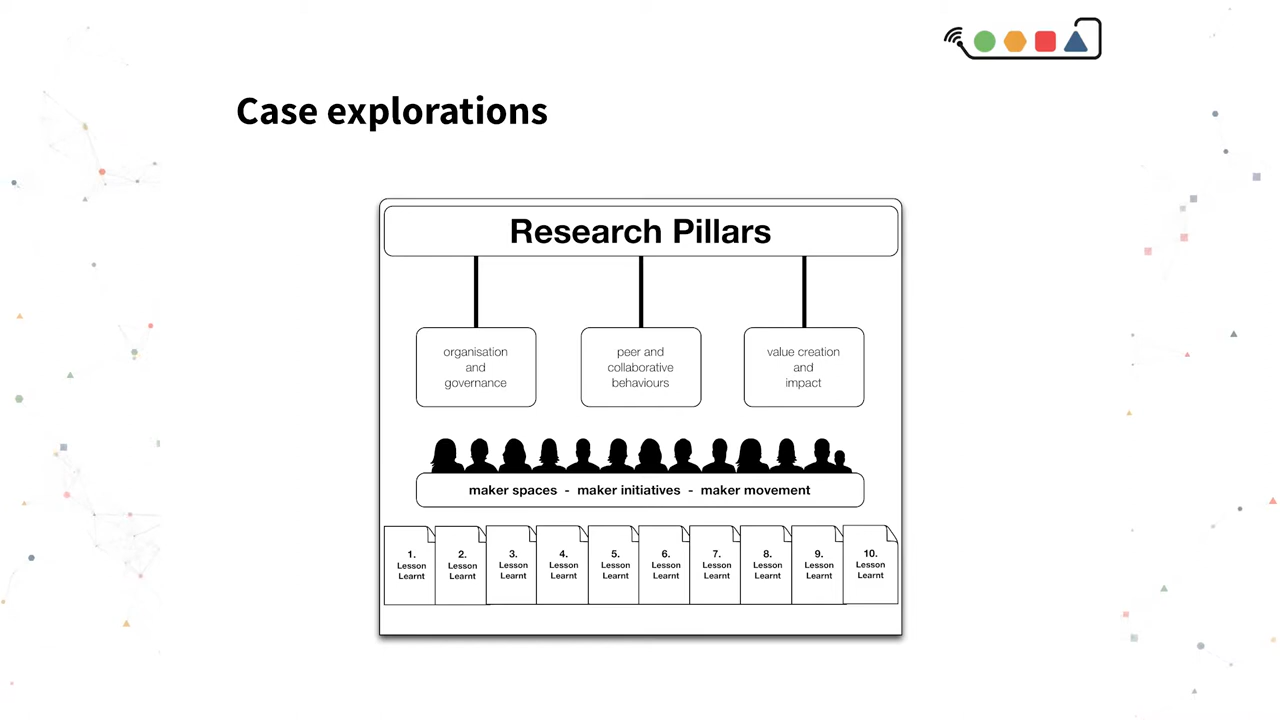 Case explorations
Research Pillars
organisation
and
governance
peer and
collaborative
behaviours
value creation
and
impact
maker spaces - maker initiatives - maker movement
1.
Lesson
Learnt
2.
Lesson
Learnt
3.
Lesson
Learnt
4.
Lesson
Learnt
5.
Lesson
Learnt
6.
Lesson
Learnt
7.
Lesson
Learnt
8.
Lesson
Learnt
9.
Lesson
Learnt
10.
Lesson
Learnt